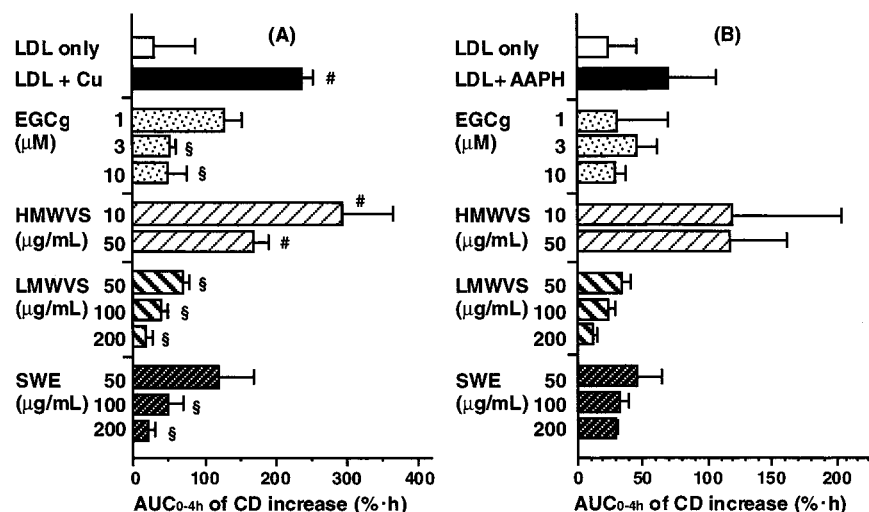 (A)
LDL only
LDL + Cu #
EGCg 1
(μM) 3 §
10 §
HMWVS 10 #
(μg/mL) 50 #
LMWVS 50 §
(μg/mL) 100 §
200 §
SWE 50
(μg/mL) 100 §
200 §
0 100 200 300 400
AUC0-4h of CD increase (%·h)
(B)
LDL only
LDL+ AAPH
EGCg 1
(μM) 3
10
HMWVS 10
(μg/mL) 50
LMWVS 50
(μg/mL) 100
200
SWE 50
(μg/mL) 100
200
0 50 100 150 200
AUC0-4h of CD increase (%·h)